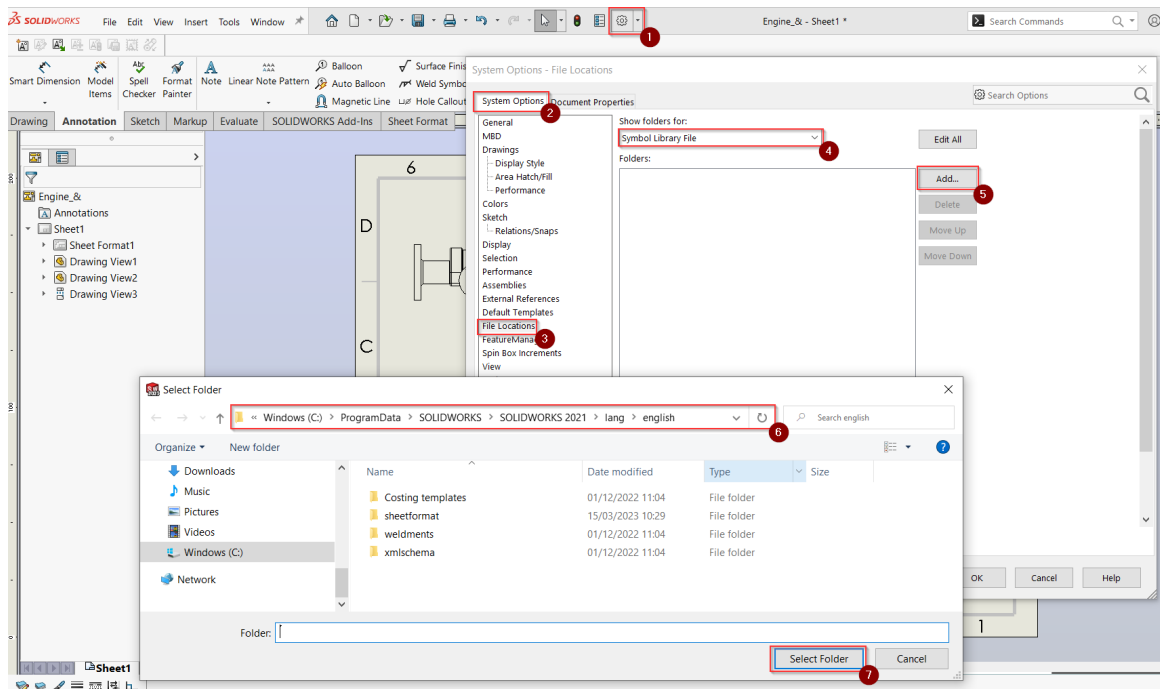 SOLIDWORKS File Edit View Insert Tools Window Engine_& - Sheet1 * Search Commands
1
Smart Dimension
Model Items
Spell Checker
Format Painter
Note
Linear Note Pattern
Balloon
Auto Balloon
Magnetic Line
Surface Finis
Weld Symbo
Hole Callout
Drawing Annotation Sketch Markup Evaluate SOLIDWORKS Add-Ins Sheet Format
Engine_&
Annotations
Sheet1
Sheet Format1
Drawing View1
Drawing View2
Drawing View3
6
D
C
System Options - File Locations
System Options Document Properties
2
Search Options
General
MBD
Drawings
Display Style
Area Hatch/Fill
Performance
Colors
Sketch
Relations/Snaps
Display
Selection
Performance
Assemblies
External References
Default Templates
File Locations
3
FeatureManag
Spin Box Increments
View
Show folders for:
Symbol Library File
4
Folders:
Edit All
Add...
5
Delete
Move Up
Move Down
OK Cancel Help
Select Folder
« Windows (C:) > ProgramData > SOLIDWORKS > SOLIDWORKS 2021 > lang > english
6
Search english
Organize New folder
Downloads
Music
Pictures
Videos
Windows (C:)
Network
Name Date modified Type Size
Costing templates 01/12/2022 11:04 File folder
sheetformat 15/03/2023 10:29 File folder
weldments 01/12/2022 11:04 File folder
xmlschema 01/12/2022 11:04 File folder
Folder:
Select Folder Cancel
7
1
Sheet1